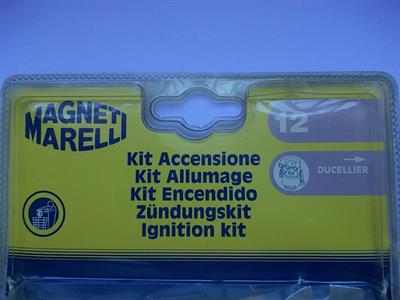 MAGNETI
MARELLI
12
Kit Accensione
Kit Allumage
Kit Encendido
Zündungskit
Ignition kit
DUCELLIER